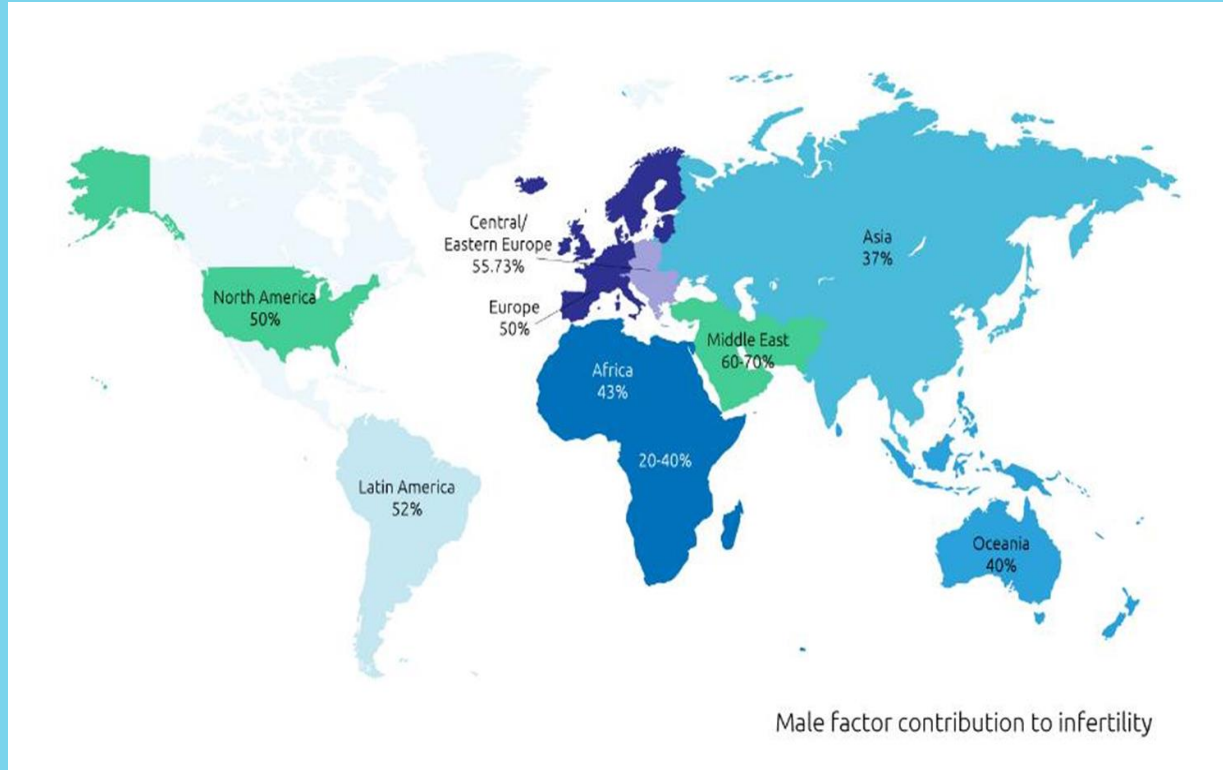 Central/
Eastern Europe
55.73%
Europe
50%
North America
50%
Asia
37%
Middle East
60-70%
Africa
43%
20-40%
Latin America
52%
Oceania
40%
Male factor contribution to infertility